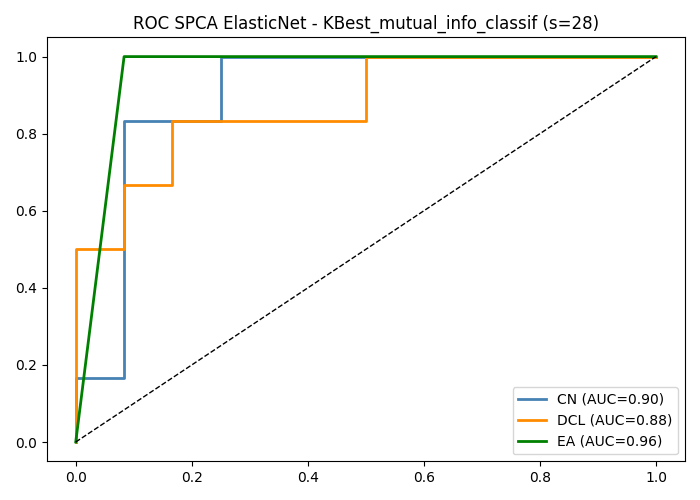 ROC SPCA ElasticNet - KBest_mutual_info_classif (s=28)
1.0
0.8
0.6
0.4
0.2
0.0
CN (AUC=0.90)
DCL (AUC=0.88)
EA (AUC=0.96)
0.0 0.2 0.4 0.6 0.8 1.0